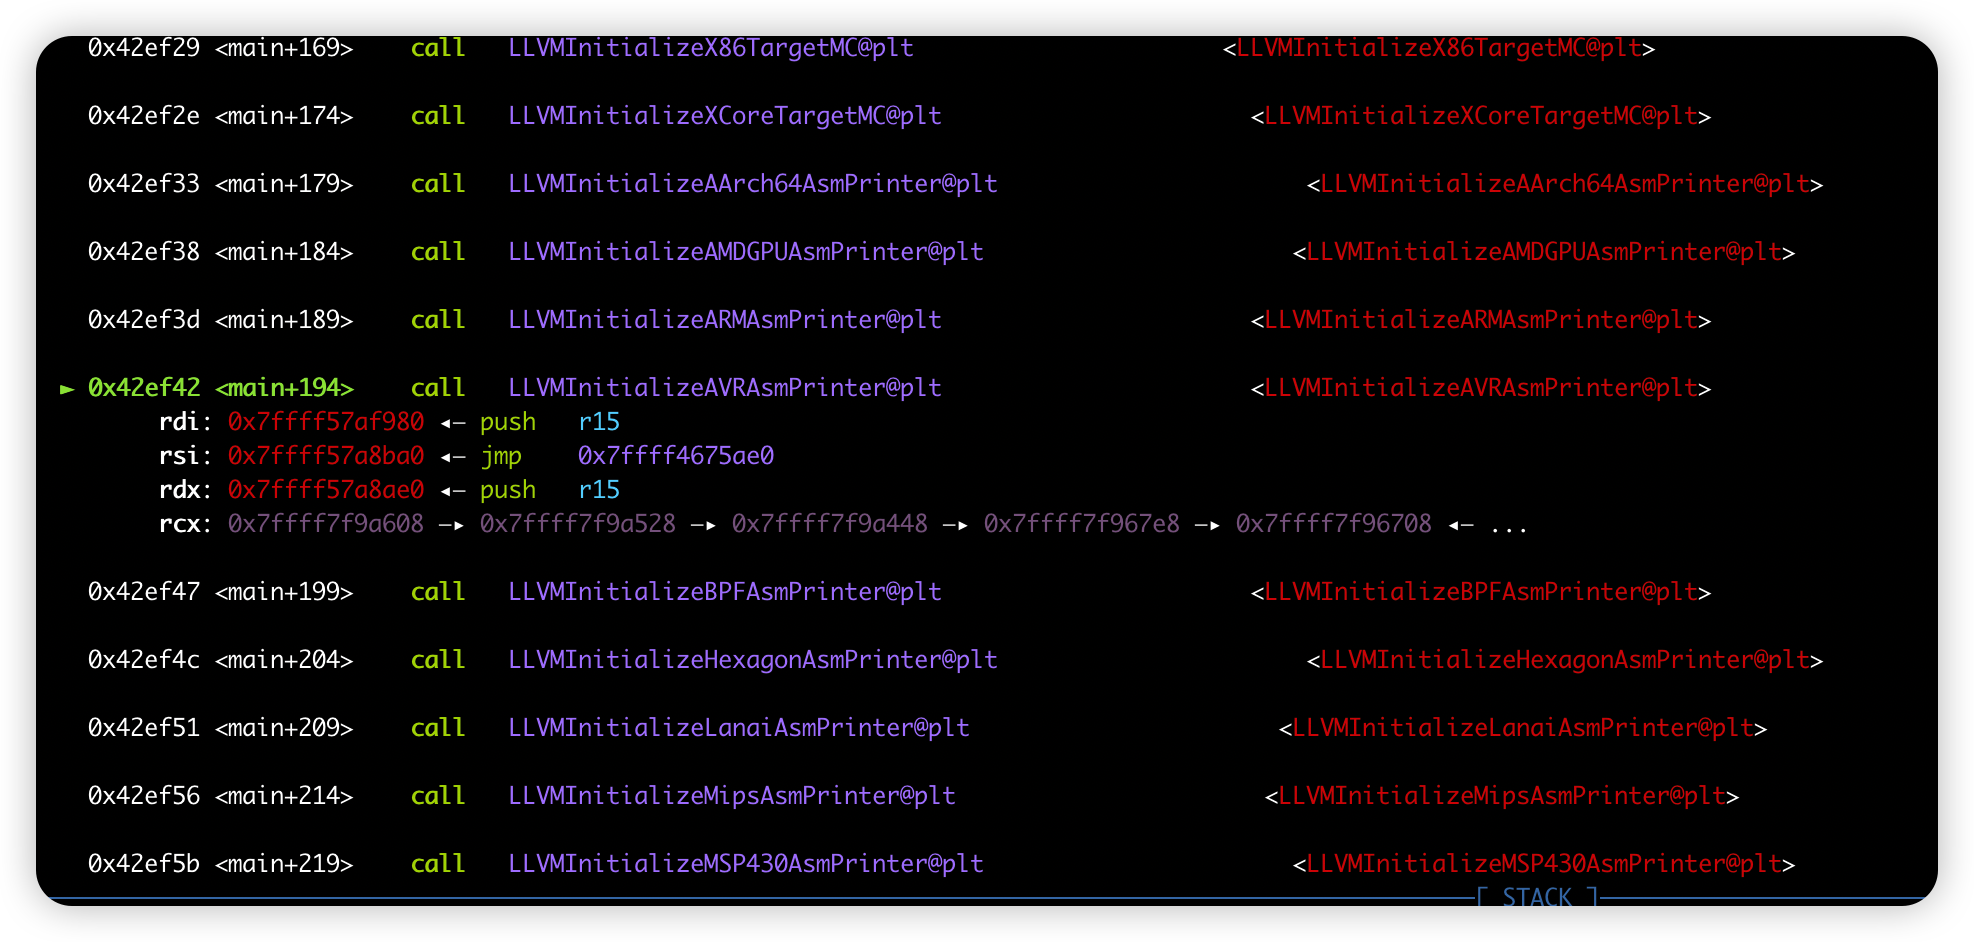 0x42ef29 <main+169>    call   LLVMInitializeX86TargetMC@plt                      <LLVMInitializeX86TargetMC@plt>
0x42ef2e <main+174>    call   LLVMInitializeXCoreTargetMC@plt                      <LLVMInitializeXCoreTargetMC@plt>
0x42ef33 <main+179>    call   LLVMInitializeAArch64AsmPrinter@plt                      <LLVMInitializeAArch64AsmPrinter@plt>
0x42ef38 <main+184>    call   LLVMInitializeAMDGPUAsmPrinter@plt                      <LLVMInitializeAMDGPUAsmPrinter@plt>
0x42ef3d <main+189>    call   LLVMInitializeARMAsmPrinter@plt                      <LLVMInitializeARMAsmPrinter@plt>
► 0x42ef42 <main+194>    call   LLVMInitializeAVRAsmPrinter@plt                      <LLVMInitializeAVRAsmPrinter@plt>
rdi: 0x7ffff57af980 ◂— push   r15
rsi: 0x7ffff57a8ba0 ◂— jmp    0x7ffff4675ae0
rdx: 0x7ffff57a8ae0 ◂— push   r15
rcx: 0x7ffff7f9a608 —▸ 0x7ffff7f9a528 —▸ 0x7ffff7f9a448 —▸ 0x7ffff7f967e8 —▸ 0x7ffff7f96708 ◂— ...
0x42ef47 <main+199>    call   LLVMInitializeBPFAsmPrinter@plt                      <LLVMInitializeBPFAsmPrinter@plt>
0x42ef4c <main+204>    call   LLVMInitializeHexagonAsmPrinter@plt                      <LLVMInitializeHexagonAsmPrinter@plt>
0x42ef51 <main+209>    call   LLVMInitializeLanaiAsmPrinter@plt                      <LLVMInitializeLanaiAsmPrinter@plt>
0x42ef56 <main+214>    call   LLVMInitializeMipsAsmPrinter@plt                      <LLVMInitializeMipsAsmPrinter@plt>
0x42ef5b <main+219>    call   LLVMInitializeMSP430AsmPrinter@plt                      <LLVMInitializeMSP430AsmPrinter@plt>
[ STACK ]